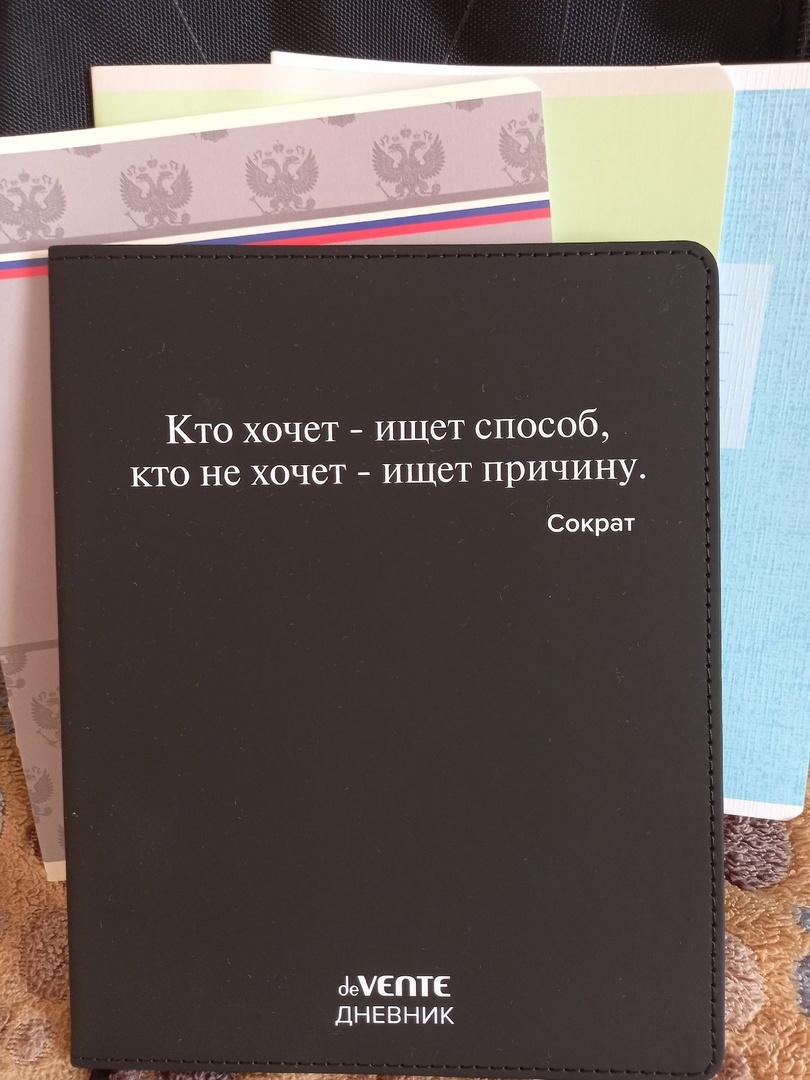 Кто хочет - ищет способ,
кто не хочет - ищет причину.
Сократ
deVENTE
ДНЕВНИК